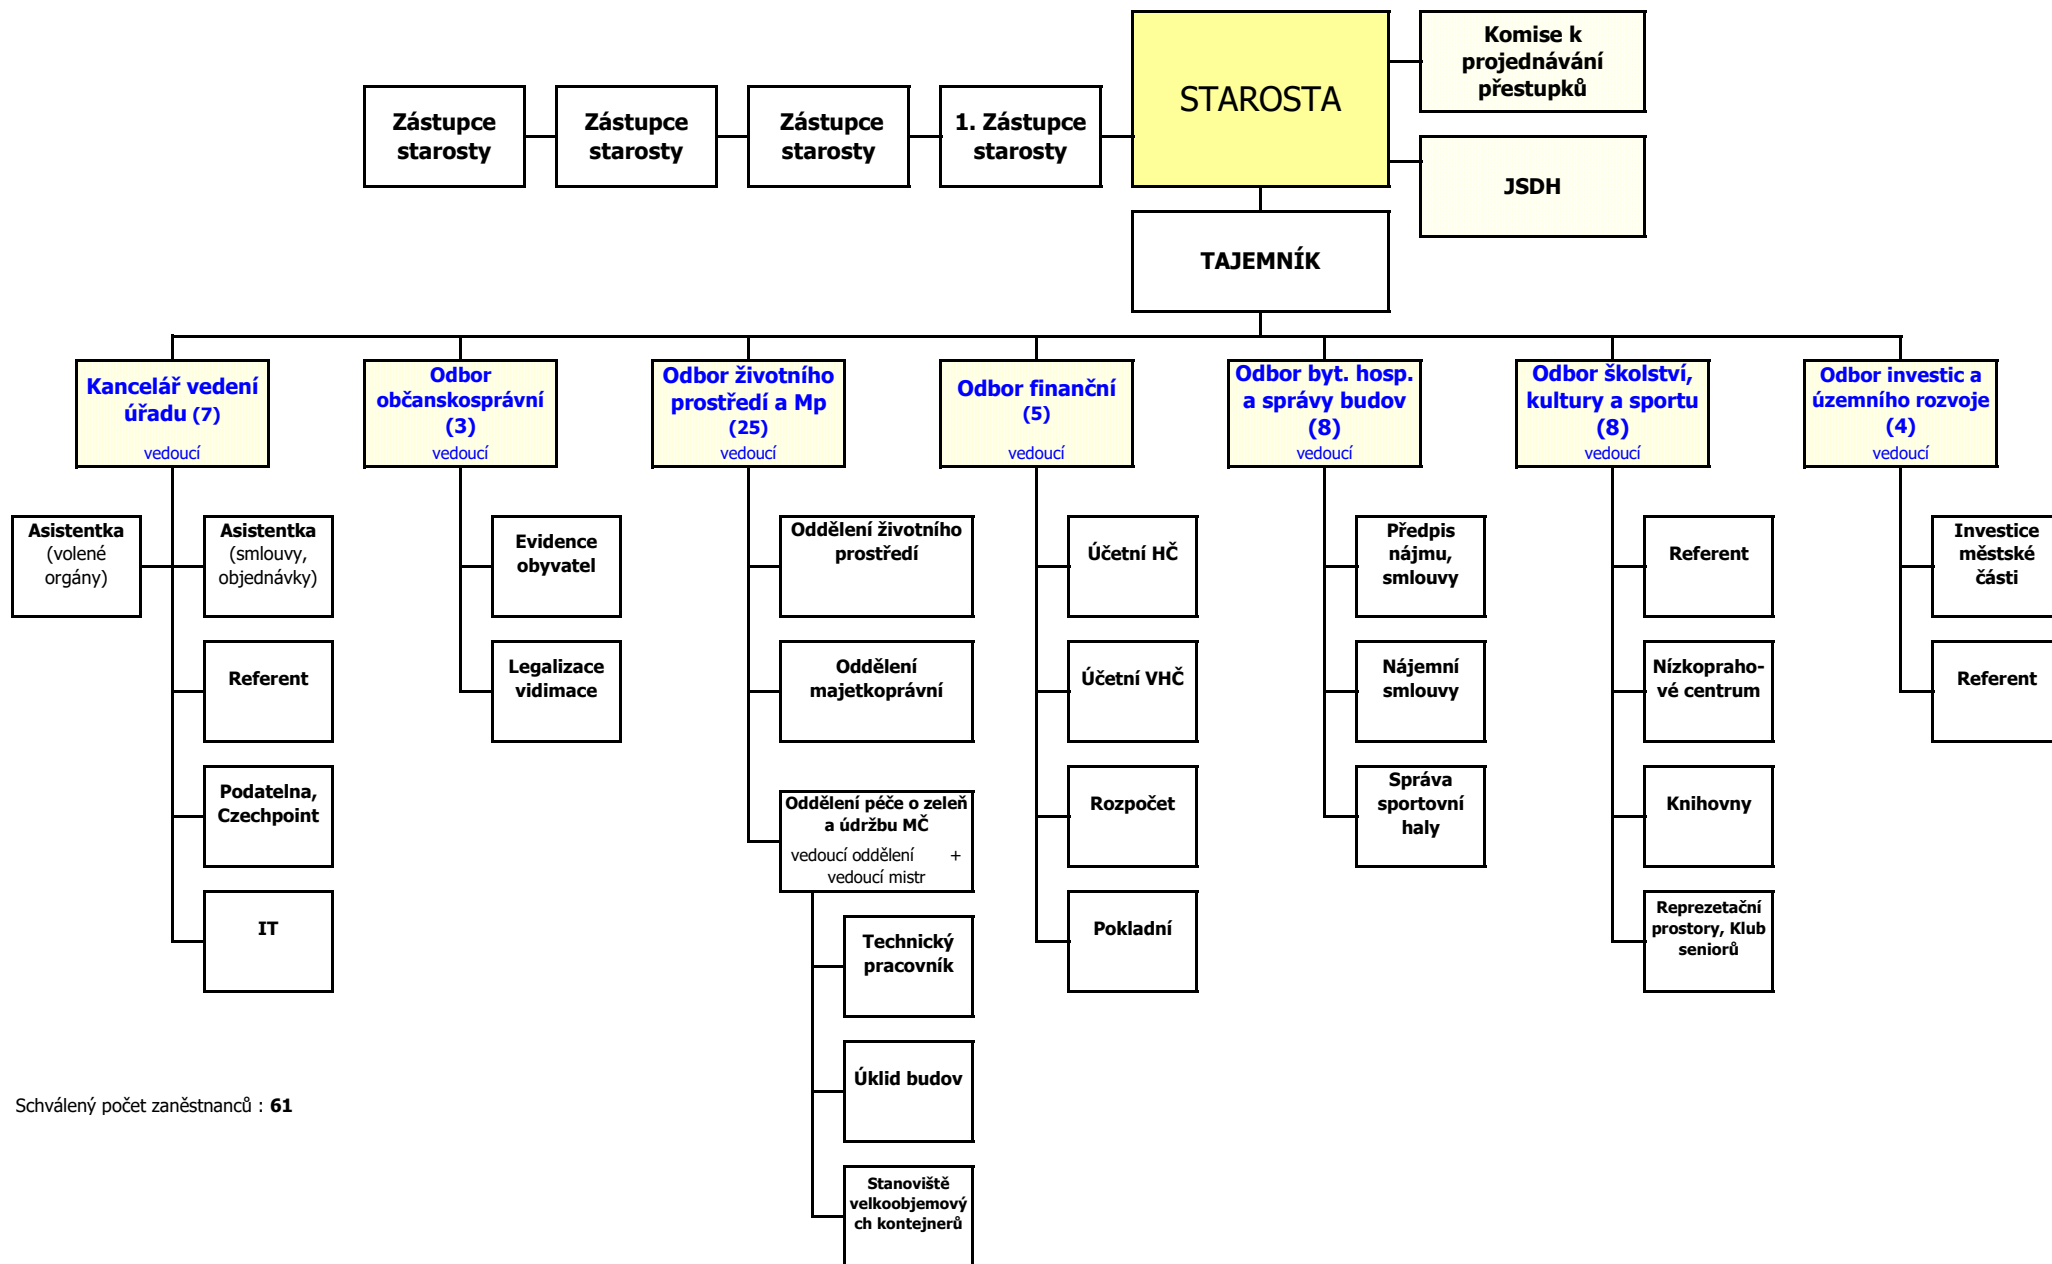 STAROSTA
Komise k
projednávání
přestupků
Zástupce
starosty
Zástupce
starosty
Zástupce
starosty
1. Zástupce
starosty
JSDH
TAJEMNÍK
Kancelář vedení
úřadu (7)
vedoucí
Odbor
občanskosprávní
(3)
vedoucí
Odbor životního
prostředí a Mp
(25)
vedoucí
Odbor finanční
(5)
vedoucí
Odbor byt. hosp.
a správy budov
(8)
vedoucí
Odbor školství,
kultury a sportu
(8)
vedoucí
Odbor investic a
územního rozvoje
(4)
vedoucí
Asistentka
(volené
orgány)
Asistentka
(smlouvy,
objednávky)
Referent
Podatelna,
Czechpoint
IT
Evidence
obyvatel
Legalizace
vidimace
Oddělení životního
prostředí
Oddělení
majetkoprávní
Oddělení péče o zeleň
a údržbu MČ
vedoucí oddělení +
vedoucí mistr
Technický
pracovník
Úklid budov
Stanoviště
velkoobjemový
ch kontejnerů
Účetní HČ
Účetní VHČ
Rozpočet
Pokladní
Předpis
nájmu,
smlouvy
Nájemní
smlouvy
Správa
sportovní
haly
Referent
Nízkopraho-
vé centrum
Knihovny
Reprezetační
prostory, Klub
seniorů
Investice
městské
části
Referent
Schválený počet zaněstnanců : 61